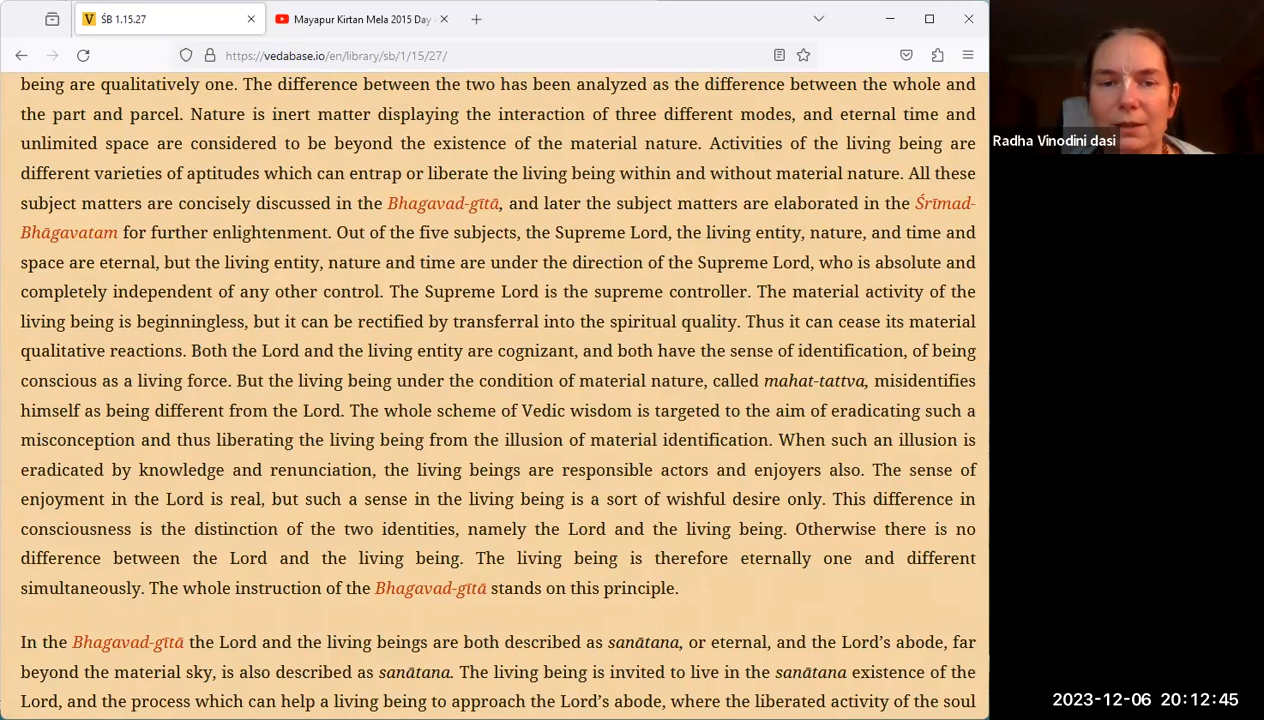 ŚB 1.15.27
Mayapur Kirtan Mela 2015 Day
https://vedabase.io/en/library/sb/1/15/27/
being are qualitatively one. The difference between the two has been analyzed as the difference between the whole and
the part and parcel. Nature is inert matter displaying the interaction of three different modes, and eternal time and
unlimited space are considered to be beyond the existence of the material nature. Activities of the living being are
different varieties of aptitudes which can entrap or liberate the living being within and without material nature. All these
subject matters are concisely discussed in the Bhagavad-gītā, and later the subject matters are elaborated in the Śrīmad-
Bhāgavatam for further enlightenment. Out of the five subjects, the Supreme Lord, the living entity, nature, and time and
space are eternal, but the living entity, nature and time are under the direction of the Supreme Lord, who is absolute and
completely independent of any other control. The Supreme Lord is the supreme controller. The material activity of the
living being is beginningless, but it can be rectified by transferral into the spiritual quality. Thus it can cease its material
qualitative reactions. Both the Lord and the living entity are cognizant, and both have the sense of identification, of being
conscious as a living force. But the living being under the condition of material nature, called mahat-tattva, misidentifies
himself as being different from the Lord. The whole scheme of Vedic wisdom is targeted to the aim of eradicating such a
misconception and thus liberating the living being from the illusion of material identification. When such an illusion is
eradicated by knowledge and renunciation, the living beings are responsible actors and enjoyers also. The sense of
enjoyment in the Lord is real, but such a sense in the living being is a sort of wishful desire only. This difference in
consciousness is the distinction of the two identities, namely the Lord and the living being. Otherwise there is no
difference between the Lord and the living being. The living being is therefore eternally one and different
simultaneously. The whole instruction of the Bhagavad-gītā stands on this principle.
In the Bhagavad-gītā the Lord and the living beings are both described as sanātana, or eternal, and the Lord's abode, far
beyond the material sky, is also described as sanātana. The living being is invited to live in the sanātana existence of the
Lord, and the process which can help a living being to approach the Lord's abode, where the liberated activity of the soul
Radha Vinodini dasi
2023-12-06 20:12:45